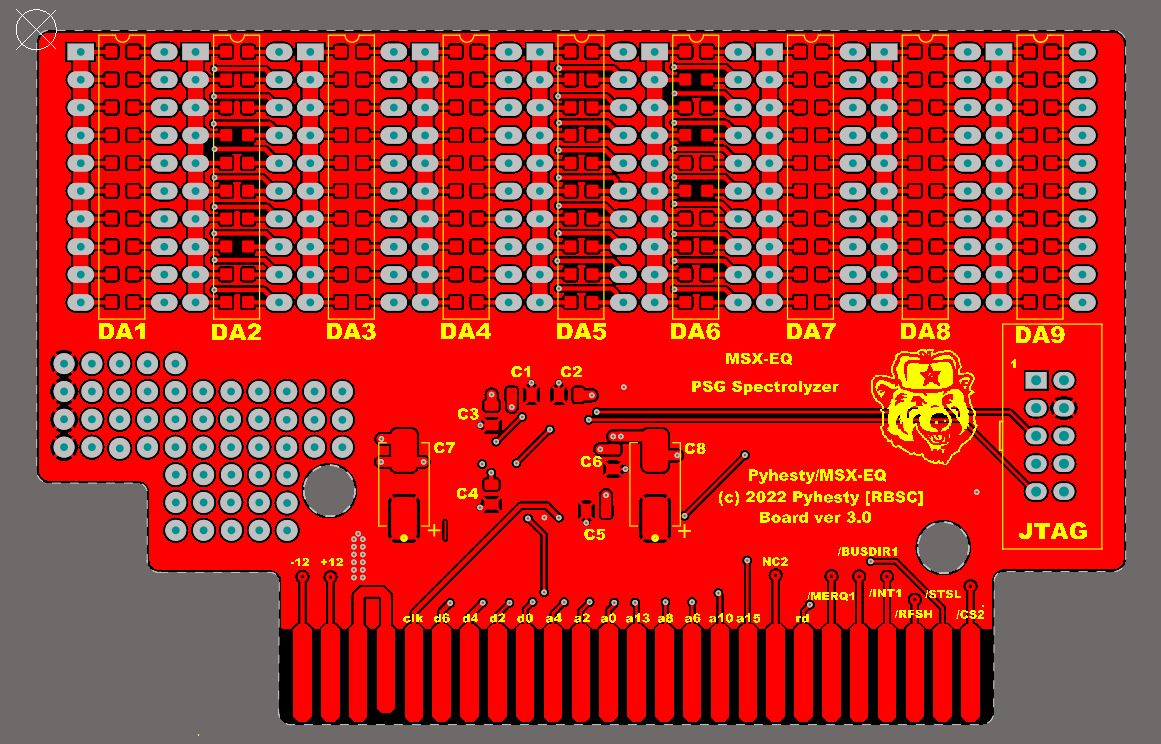 DA1 DA2 DA3 DA4 DA5 DA6 DA7 DA8 DA9
MSX-EQ
1
C1 C2
PSG Spectrolyzer
C3
C7 C6 C8
Pyhesty/MSX-EQ
C4
(c) 2022 Pyhesty [RBSC]
Board ver 3.0
+ +
C5
JTAG
/BUSDIR1
-12 +12 NC2
/MERQ1 /INT1 /STSL
/RFSH /CS2
clk d6 d4 d2 d0 a4 a2 a0 a13 a8 a6 a10 a15 rd